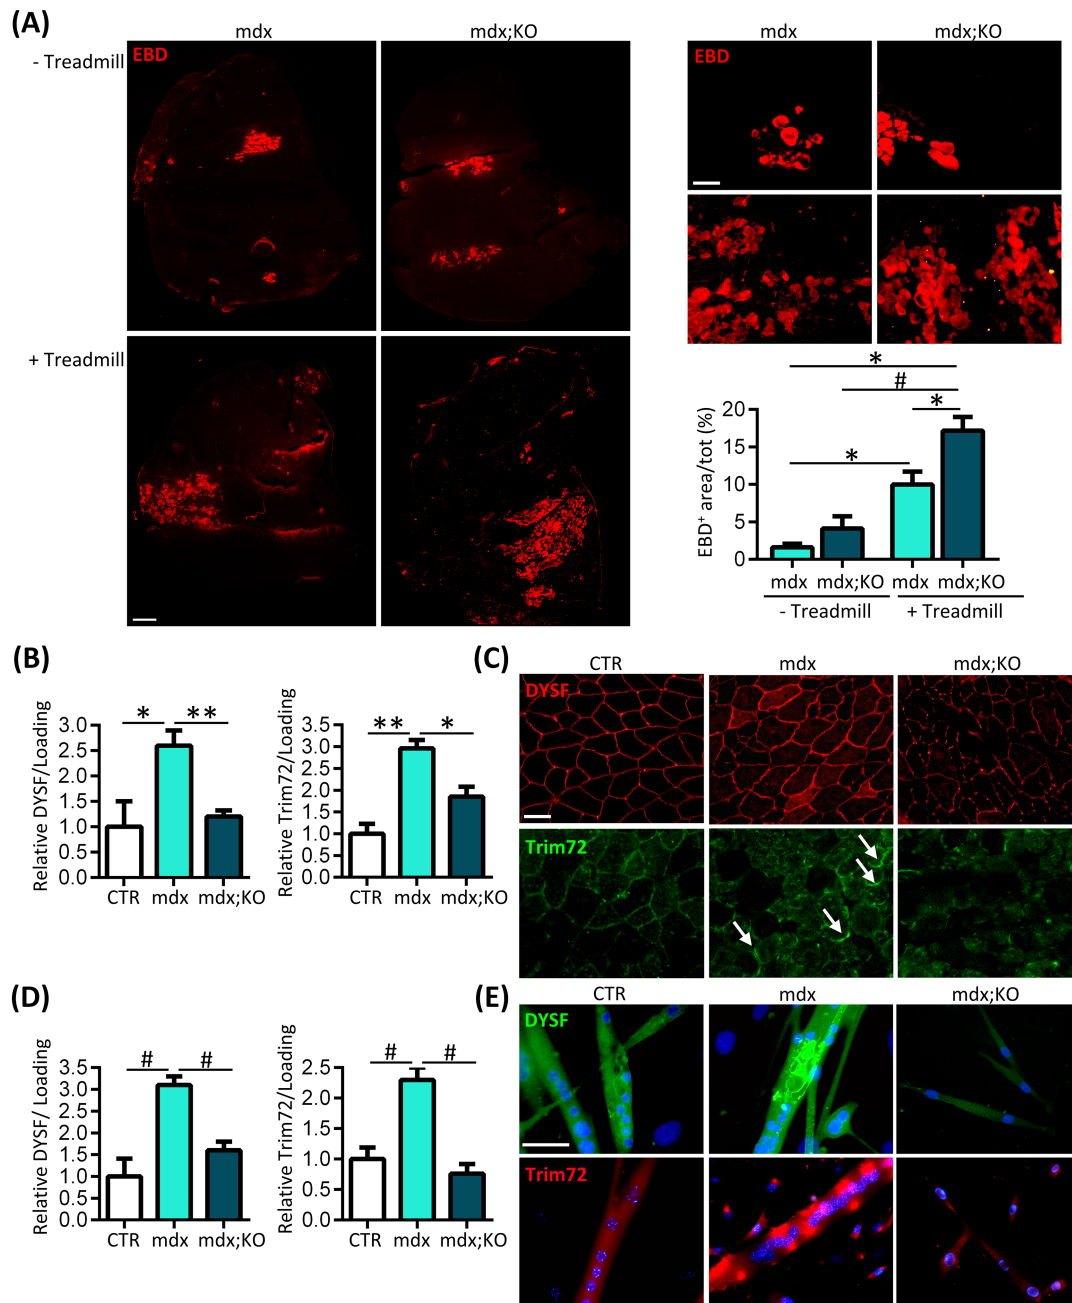 (A)
mdx
mdx;KO
- Treadmill
EBD
+ Treadmill
mdx
mdx;KO
EBD
*
#
*
*
EBD⁺ area/tot (%)
20
15
10
5
0
mdx
mdx;KO
mdx
mdx;KO
- Treadmill
+ Treadmill
(B)
Relative DYSF/Loading
3.0
2.5
2.0
1.5
1.0
0.5
0.0
*
**
CTR
mdx
mdx;KO
Relative Trim72/Loading
3.5
3.0
2.5
2.0
1.5
1.0
0.5
0.0
**
*
CTR
mdx
mdx;KO
(C)
CTR
mdx
mdx;KO
DYSF
Trim72
(D)
Relative DYSF/ Loading
3.5
3.0
2.5
2.0
1.5
1.0
0.5
0.0
#
#
CTR
mdx
mdx;KO
Relative Trim72/Loading
2.5
2.0
1.5
1.0
0.5
0.0
#
#
CTR
mdx
mdx;KO
(E)
CTR
mdx
mdx;KO
DYSF
Trim72